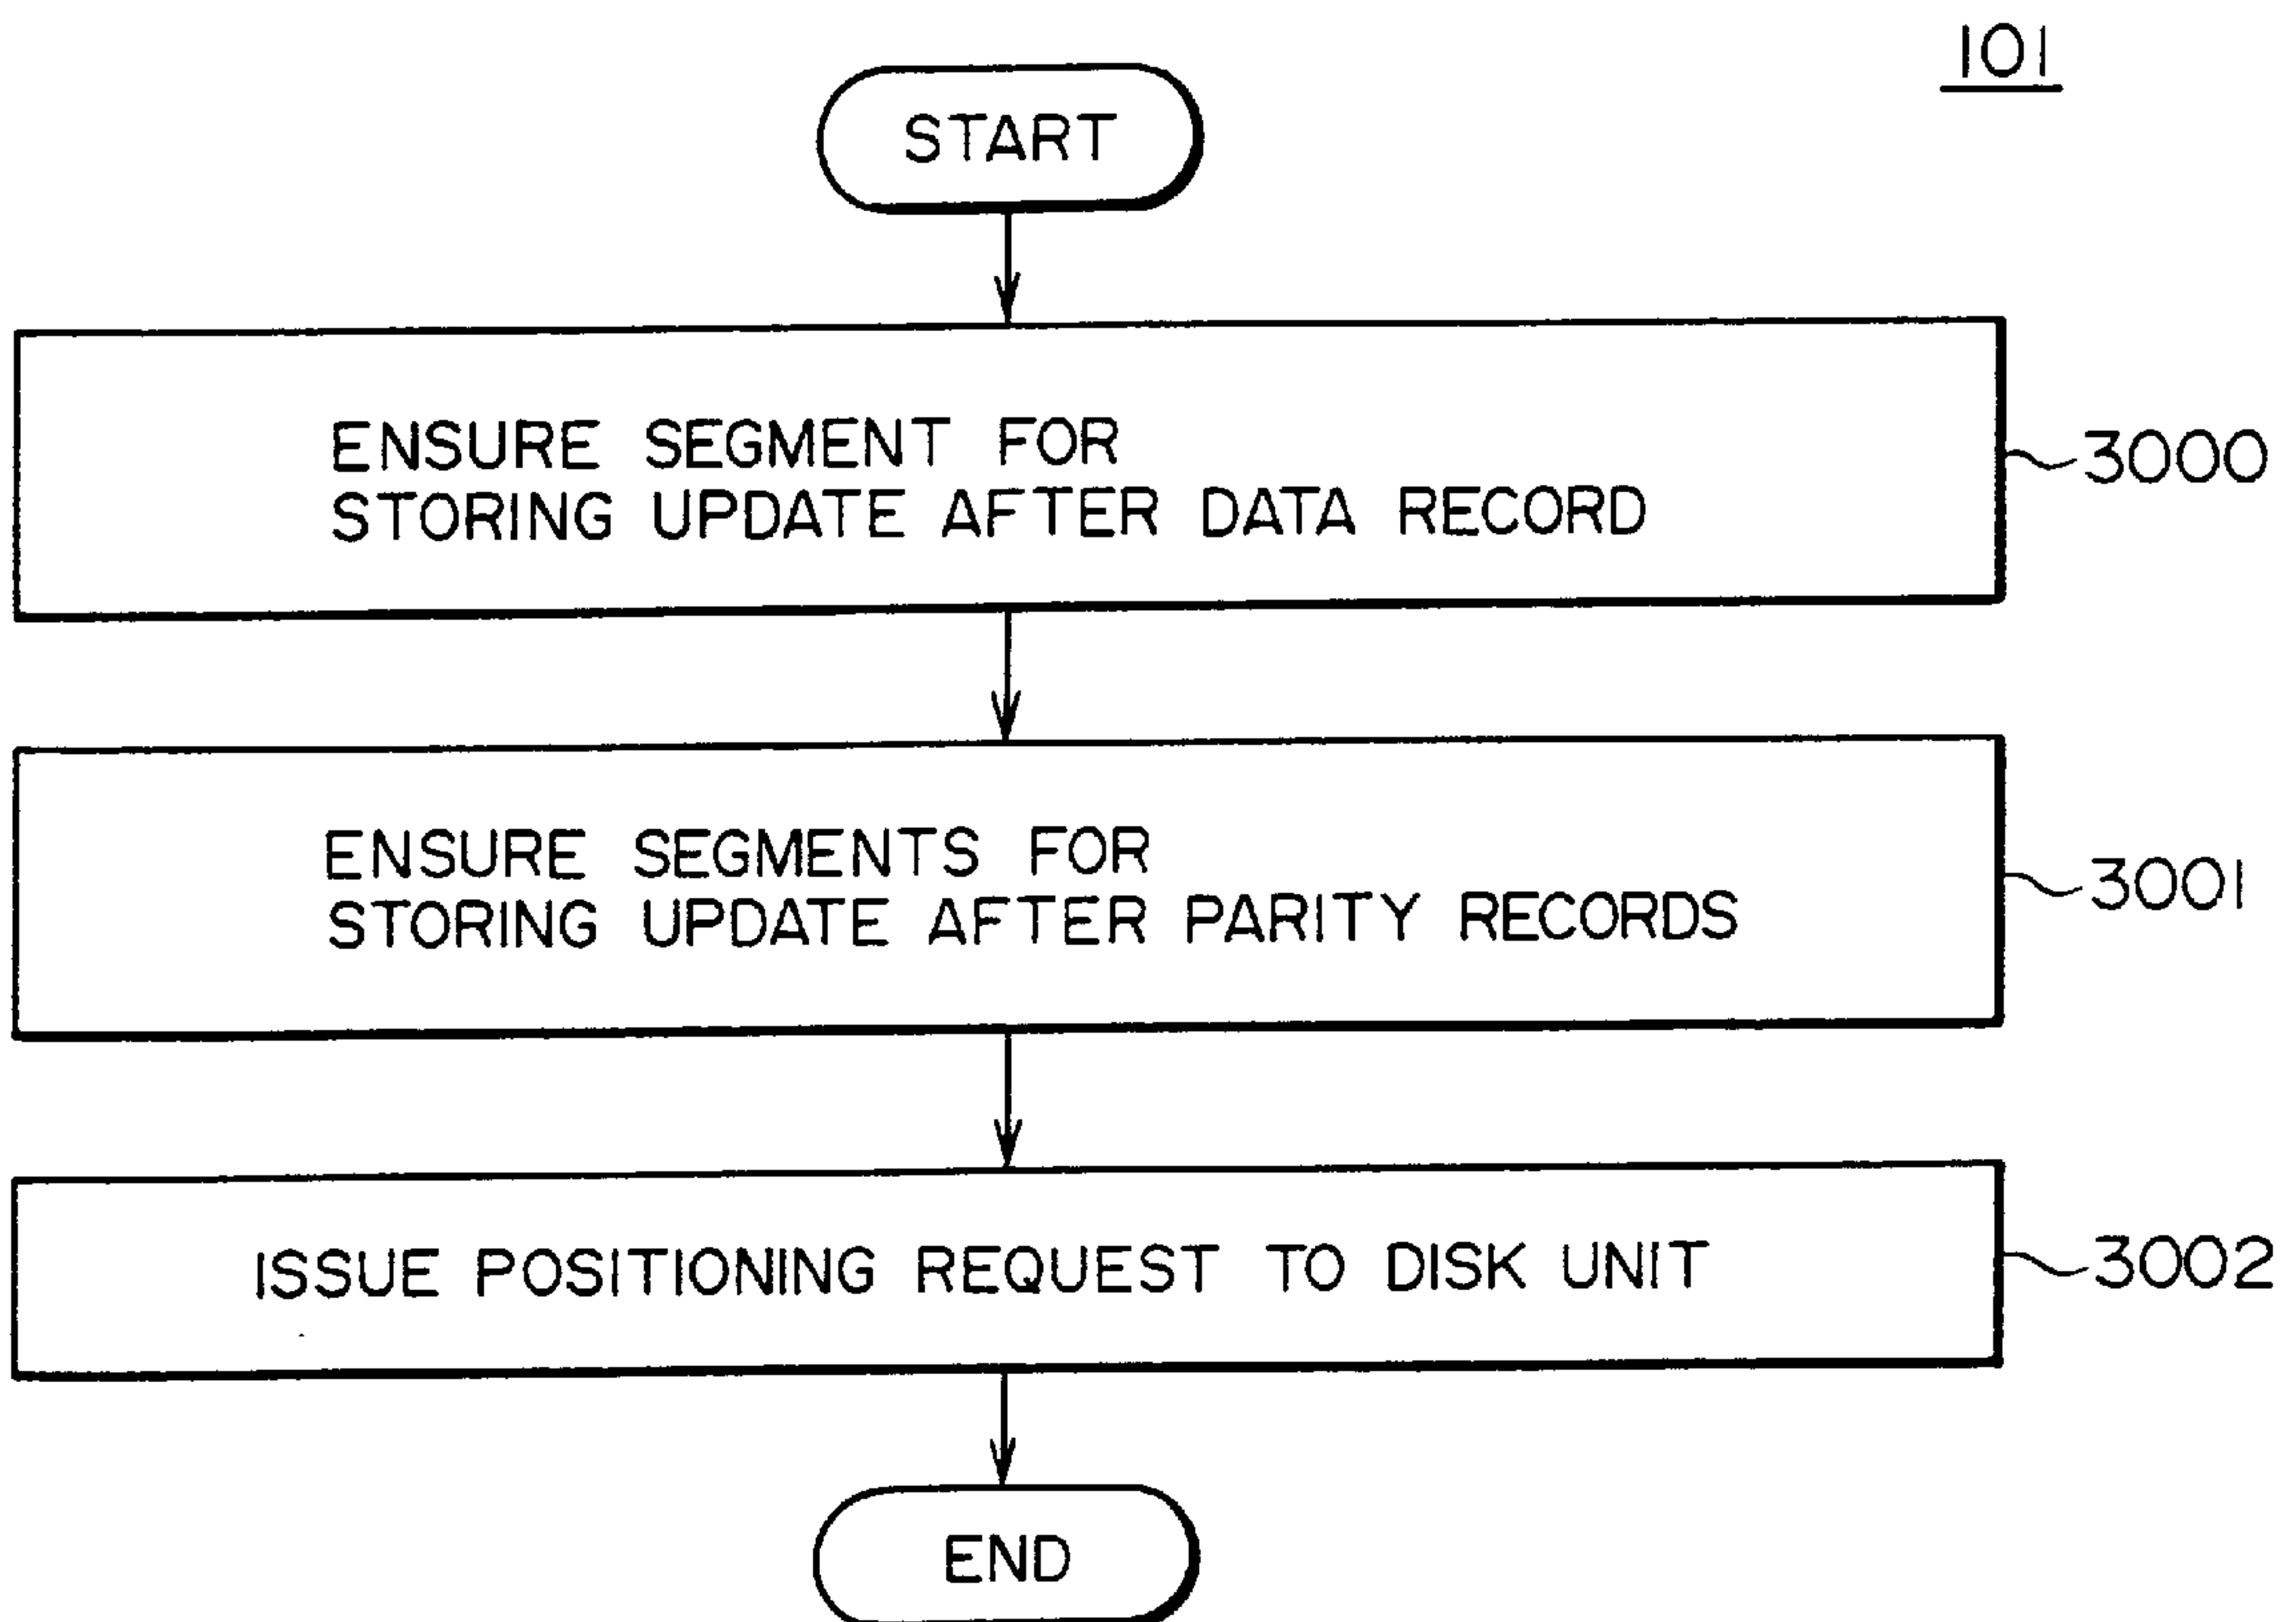 101
START
ENSURE SEGMENT FOR
STORING UPDATE AFTER DATA RECORD
3000
ENSURE SEGMENTS FOR
STORING UPDATE AFTER PARITY RECORDS
3001
ISSUE POSITIONING REQUEST TO DISK UNIT
3002
END